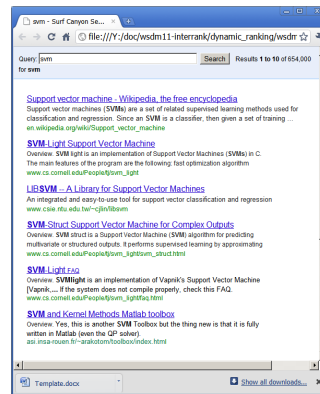 svm - Surf Canyon Se...
file:///Y:/doc/wsdm11-interrank/dynamic_ranking/wsdm
Query: svm Search Results 1 to 10 of 654,000
for svm
Support vector machine - Wikipedia, the free encyclopedia
Support vector machines (SVMs) are a set of related supervised learning methods used for
classification and regression. Since an SVM is a classifier, then given a set of training ...
en.wikipedia.org/wiki/Support_vector_machine
SVM-Light Support Vector Machine
Overview. SVM light is an implementation of Support Vector Machines (SVMs) in C.
The main features of the program are the following: fast optimization algorithm
www.cs.cornell.edu/People/tj/svm_light
LIBSVM -- A Library for Support Vector Machines
An integrated and easy-to-use tool for support vector classification and regression
www.csie.ntu.edu.tw/~cjlin/libsvm
SVM-Struct Support Vector Machine for Complex Outputs
Overview. SVM struct is a Support Vector Machine (SVM) algorithm for predicting
multivariate or structured outputs. It performs supervised learning by approximating
www.cs.cornell.edu/People/tj/svm_light/svm_struct.html
SVM-Light FAQ
Overview. SVMlight is an implementation of Vapnik's Support Vector Machine
[Vapnik,.... If the system does not compile properly, check this FAQ.
www.cs.cornell.edu/People/tj/svm_light/faq.html
SVM and Kernel Methods Matlab toolbox
Overview. Yes, this is another SVM Toolbox but the thing new is that it is fully
written in Matlab (even the QP solver).
asi.insa-rouen.fr/~arakotom/toolbox/index.html
Template.docx Show all downloads...